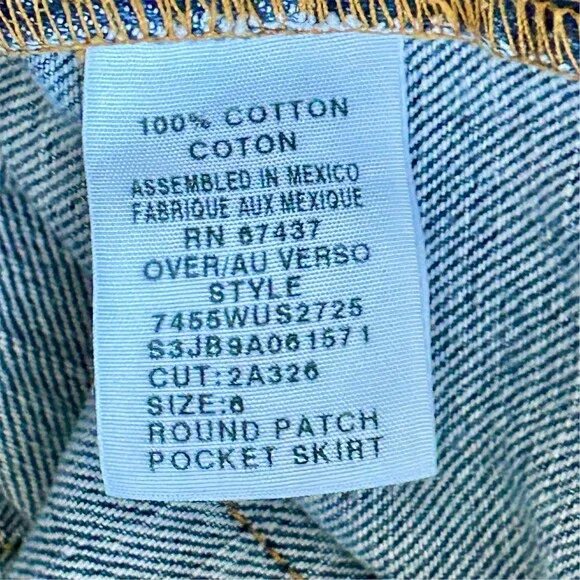 100% COTTON
COTON
ASSEMBLED IN MEXICO
FABRIQUE AUX MEXIQUE
RN 67437
OVER/AU VERSO
STYLE
7455WUS2725
S3JB9A061571
CUT:2A326
SIZE:6
ROUND PATCH
POCKET SKIRT